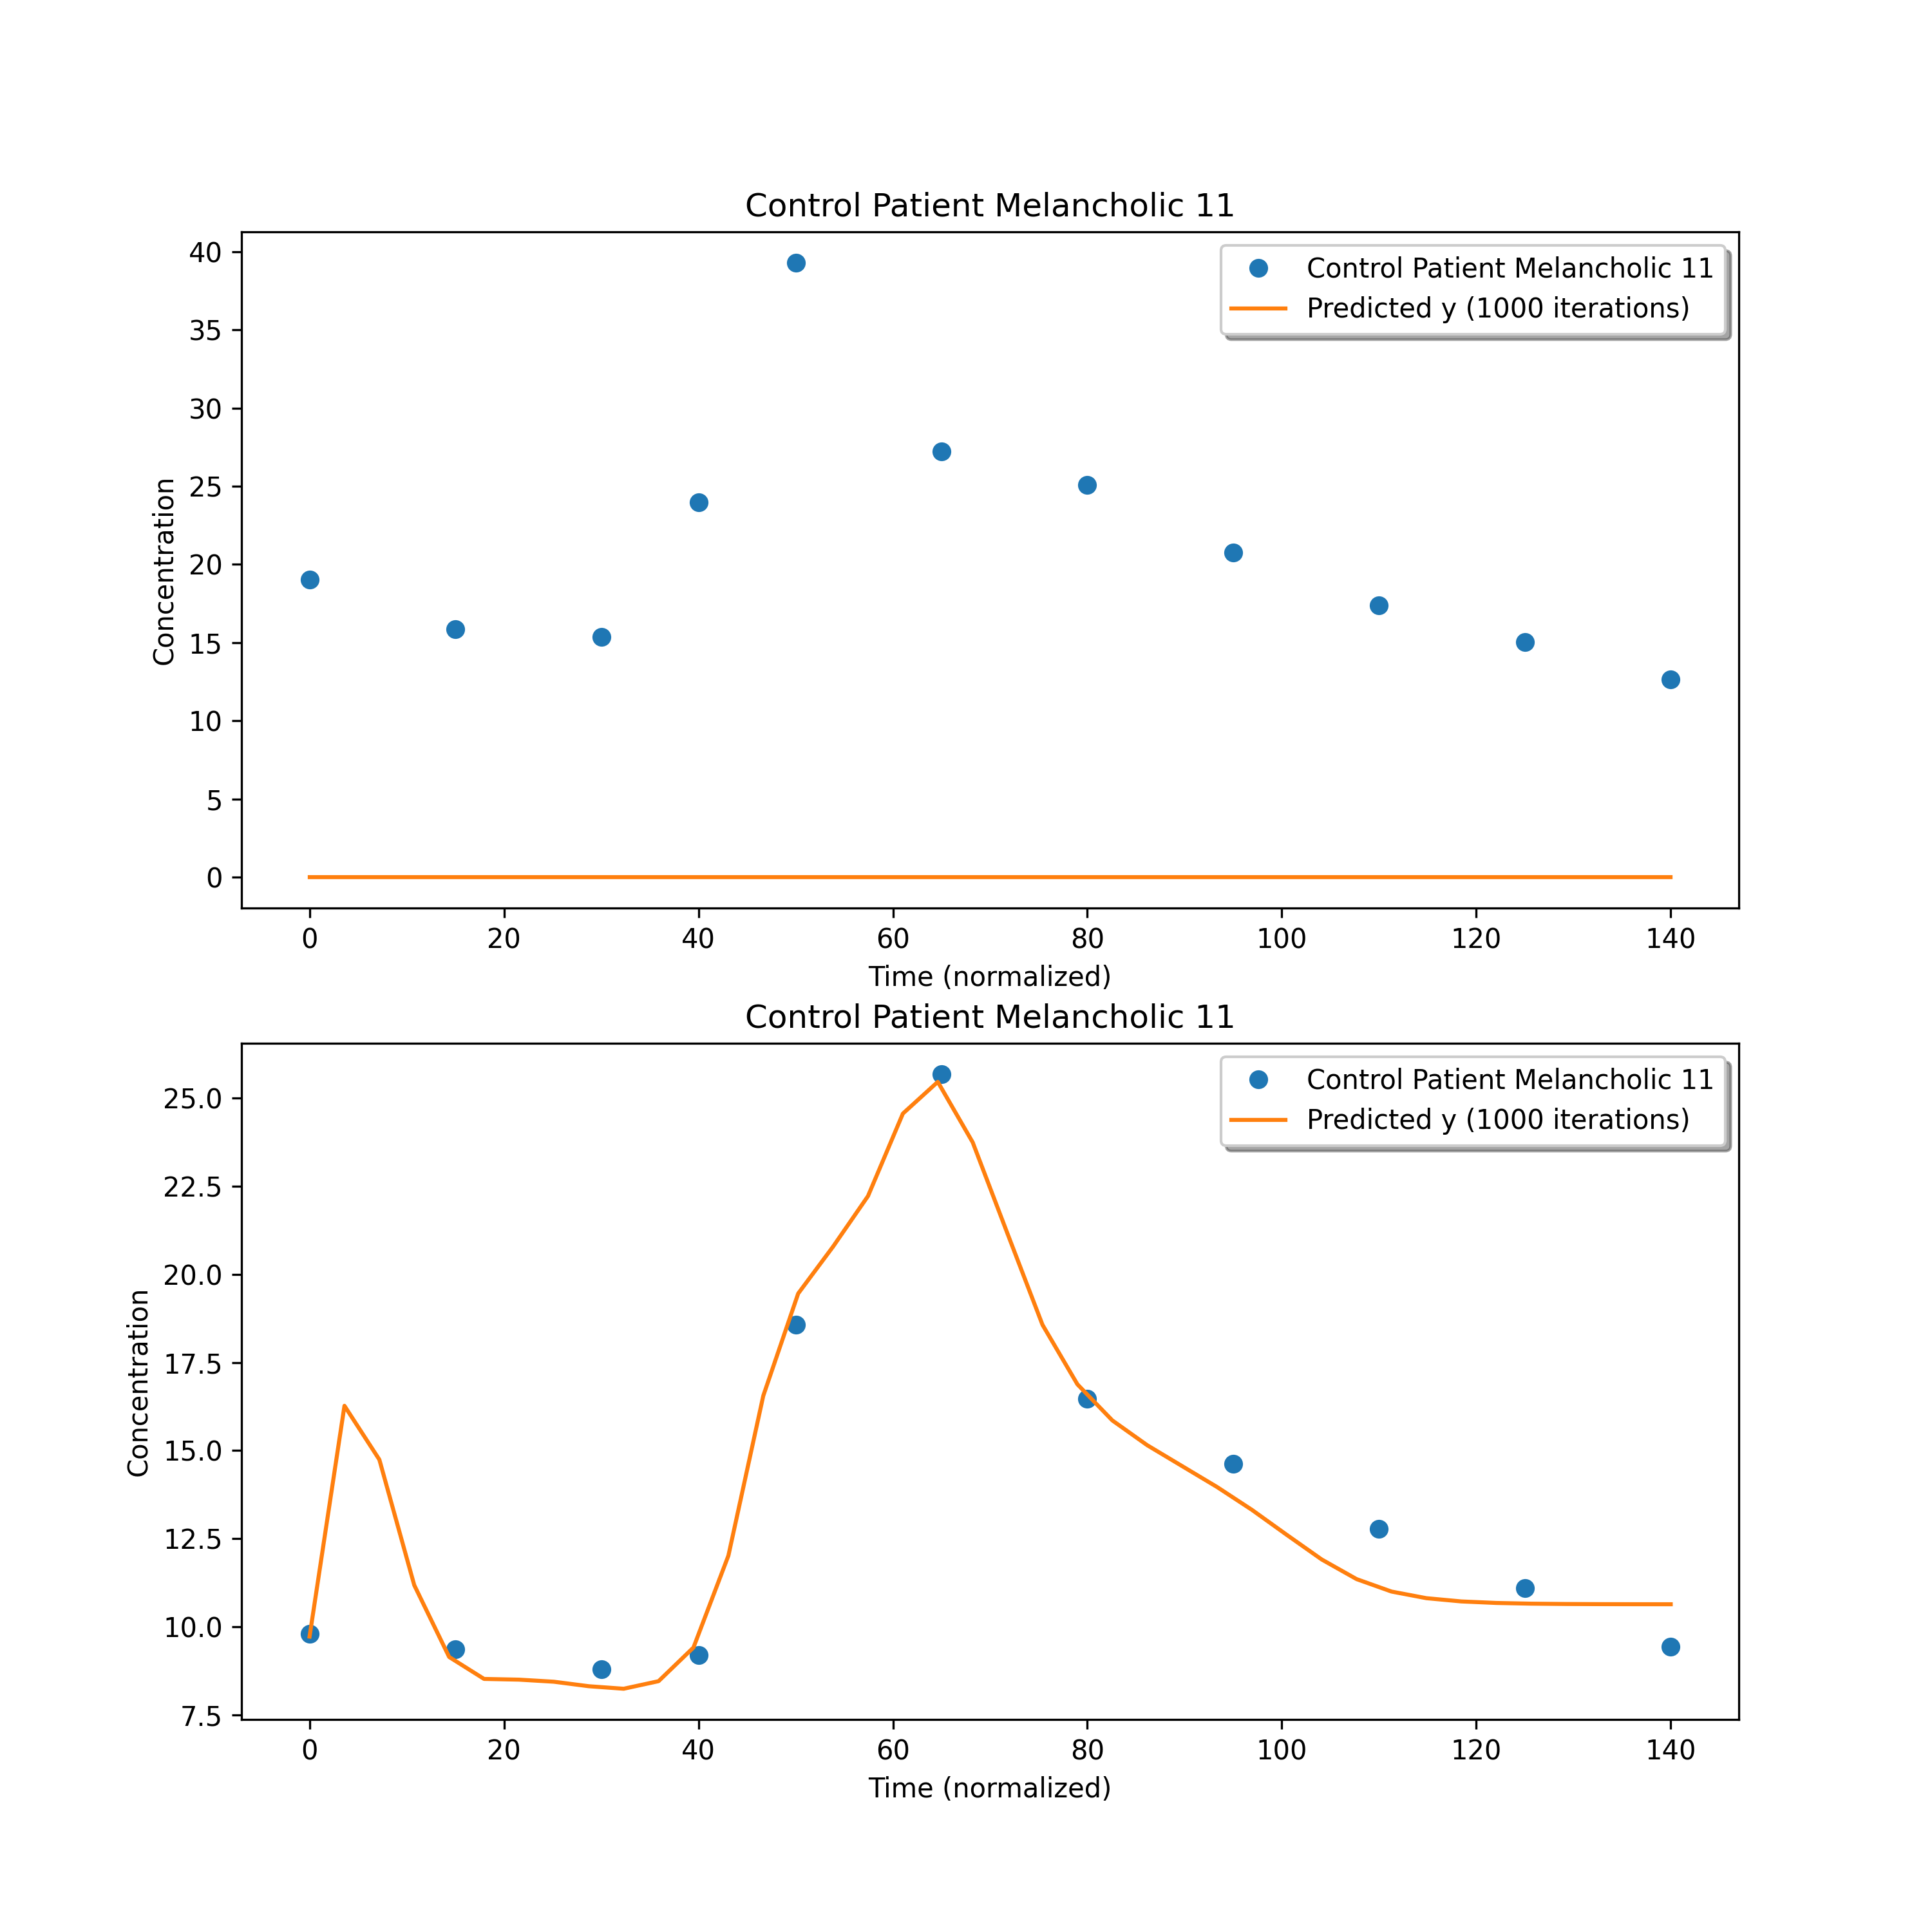 Control Patient Melancholic 11
40
35
30
25
20
15
10
5
0
Concentration
Control Patient Melancholic 11
Predicted y (1000 iterations)
0 20 40 60 80 100 120 140
Time (normalized)
Control Patient Melancholic 11
25.0
22.5
20.0
17.5
15.0
12.5
10.0
7.5
Concentration
Control Patient Melancholic 11
Predicted y (1000 iterations)
0 20 40 60 80 100 120 140
Time (normalized)